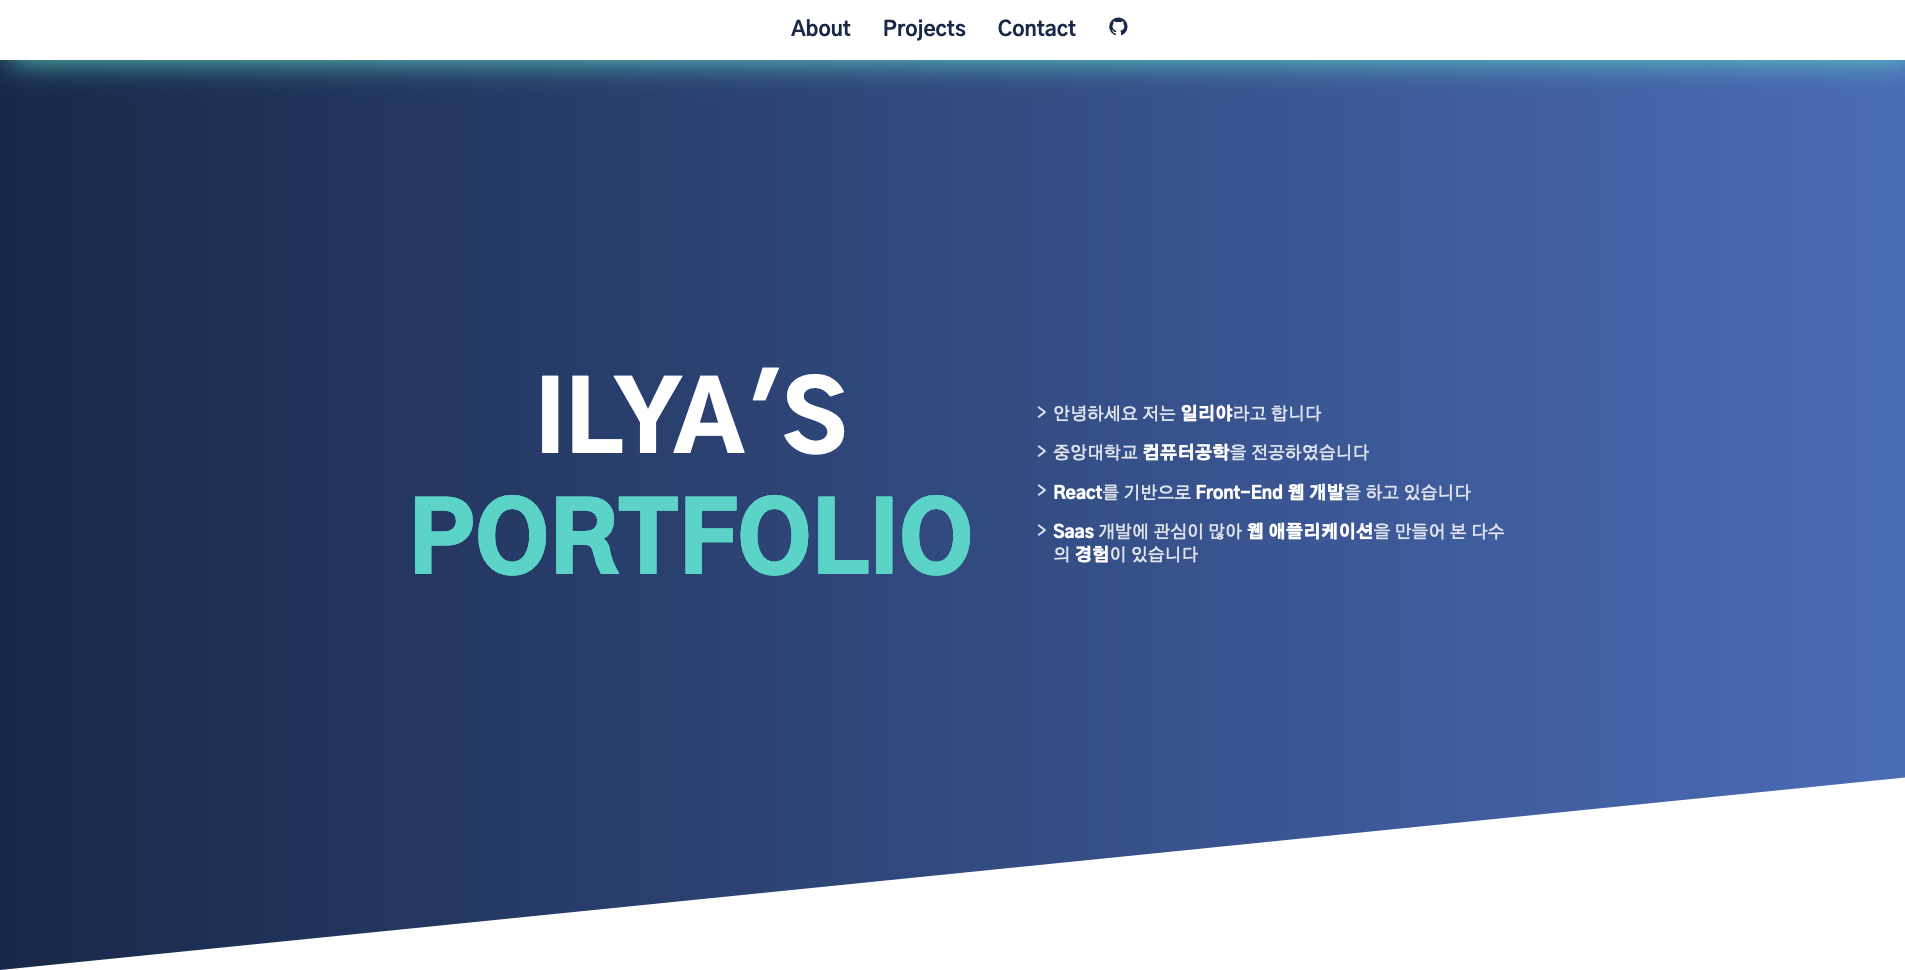 About Projects Contact
ILYA'S
PORTFOLIO
> 안녕하세요 저는 일리야라고 합니다
> 중앙대학교 컴퓨터공학을 전공하였습니다
> React를 기반으로 Front-End 웹 개발을 하고 있습니다
> Saas 개발에 관심이 많아 웹 애플리케이션을 만들어 본 다수
의 경험이 있습니다